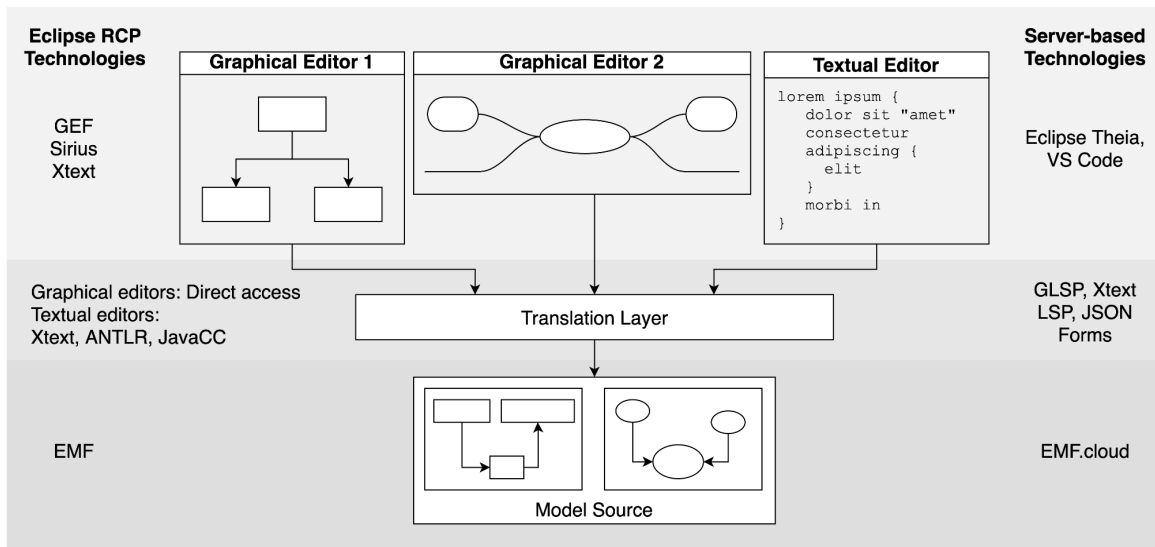 Eclipse RCP
Technologies
Graphical Editor 1
Graphical Editor 2
Textual Editor
Server-based
Technologies
GEF
Sirius
Xtext
lorem ipsum {
dolor sit "amet"
consectetur
adipiscing {
elit
}
morbi in
}
Eclipse Theia,
VS Code
Graphical editors: Direct access
Textual editors:
Xtext, ANTLR, JavaCC
Translation Layer
GLSP, Xtext
LSP, JSON
Forms
EMF
Model Source
EMF.cloud